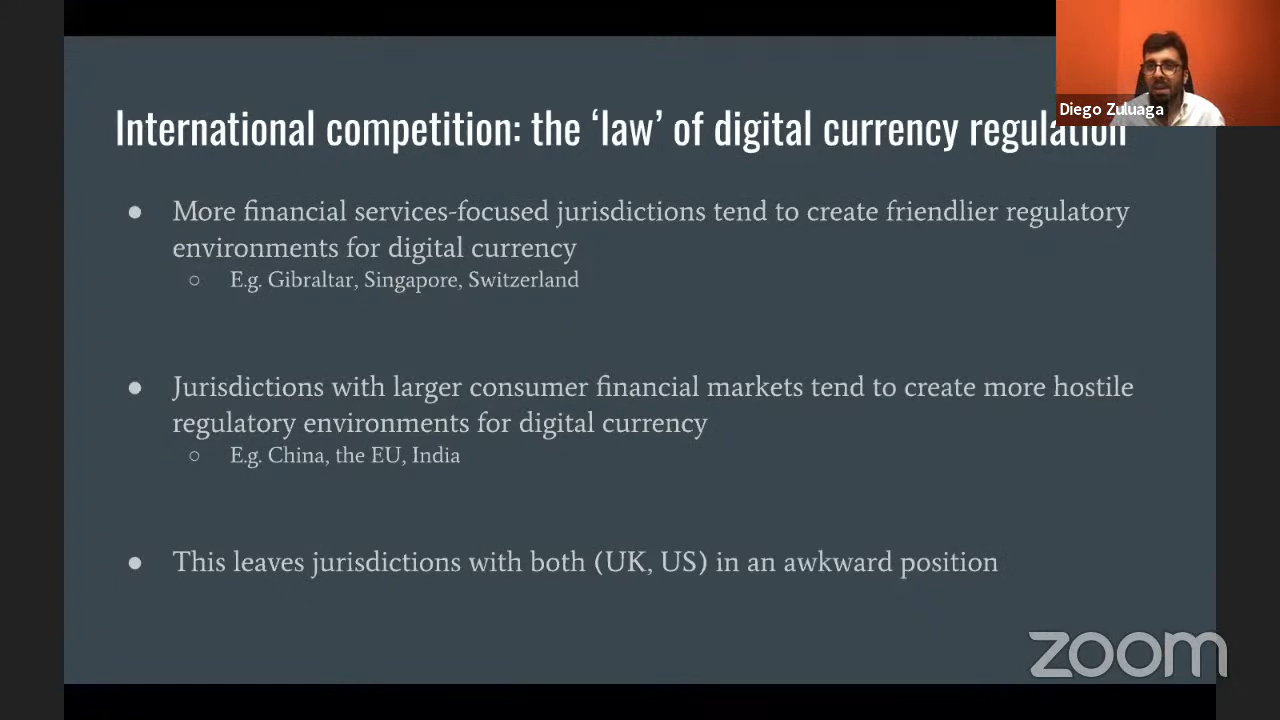 Diego Zuluaga
International competition: the ‘law’ of digital currency regulation
● More financial services-focused jurisdictions tend to create friendlier regulatory
environments for digital currency
○ E.g. Gibraltar, Singapore, Switzerland
● Jurisdictions with larger consumer financial markets tend to create more hostile
regulatory environments for digital currency
○ E.g. China, the EU, India
● This leaves jurisdictions with both (UK, US) in an awkward position
zoom